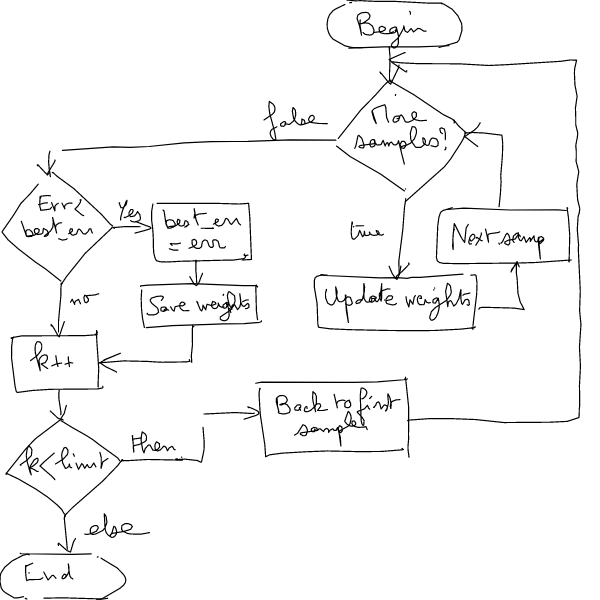 Begin
More
samples?
false
true
Next samp
Update weights
Err<
best_err
Yes
best_err
= err
Save weights
no
k++
k<limit
then
Back to first
sample
else
End